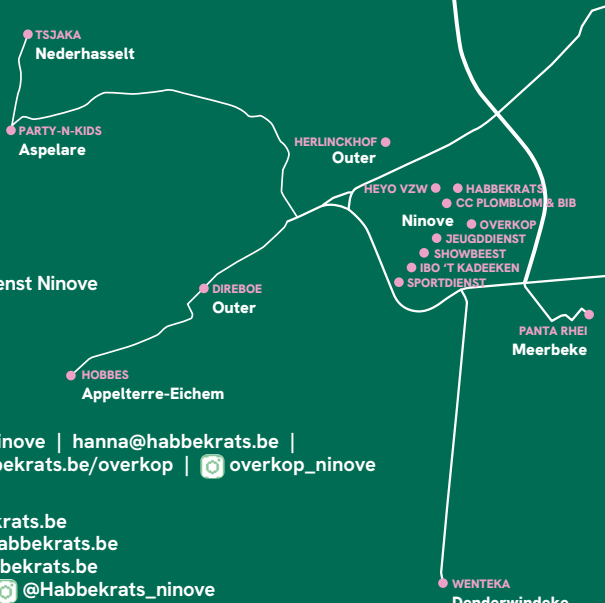 TSJAKA
Nederhasselt
PARTY-N-KIDS
Aspelare
HERLINCKHOF
Outer
HEYO VZW
HABBEKRATS
CC PLOMBLOM & BIB
Ninove
OVERKOP
JEUGDDIENST
SHOWBEEST
IBO ‘T KADEEKEN
SPORTDIENST
enst Ninove
DIREBOE
Outer
PANTA RHEI
Meerbeke
HOBBES
Appelterre-Eichem
inove | hanna@habbekrats.be |
bekrats.be/overkop | overkop_ninove
krats.be
abbekrats.be
bekrats.be
@Habbekrats_ninove
WENTEKA
Denderwindeke